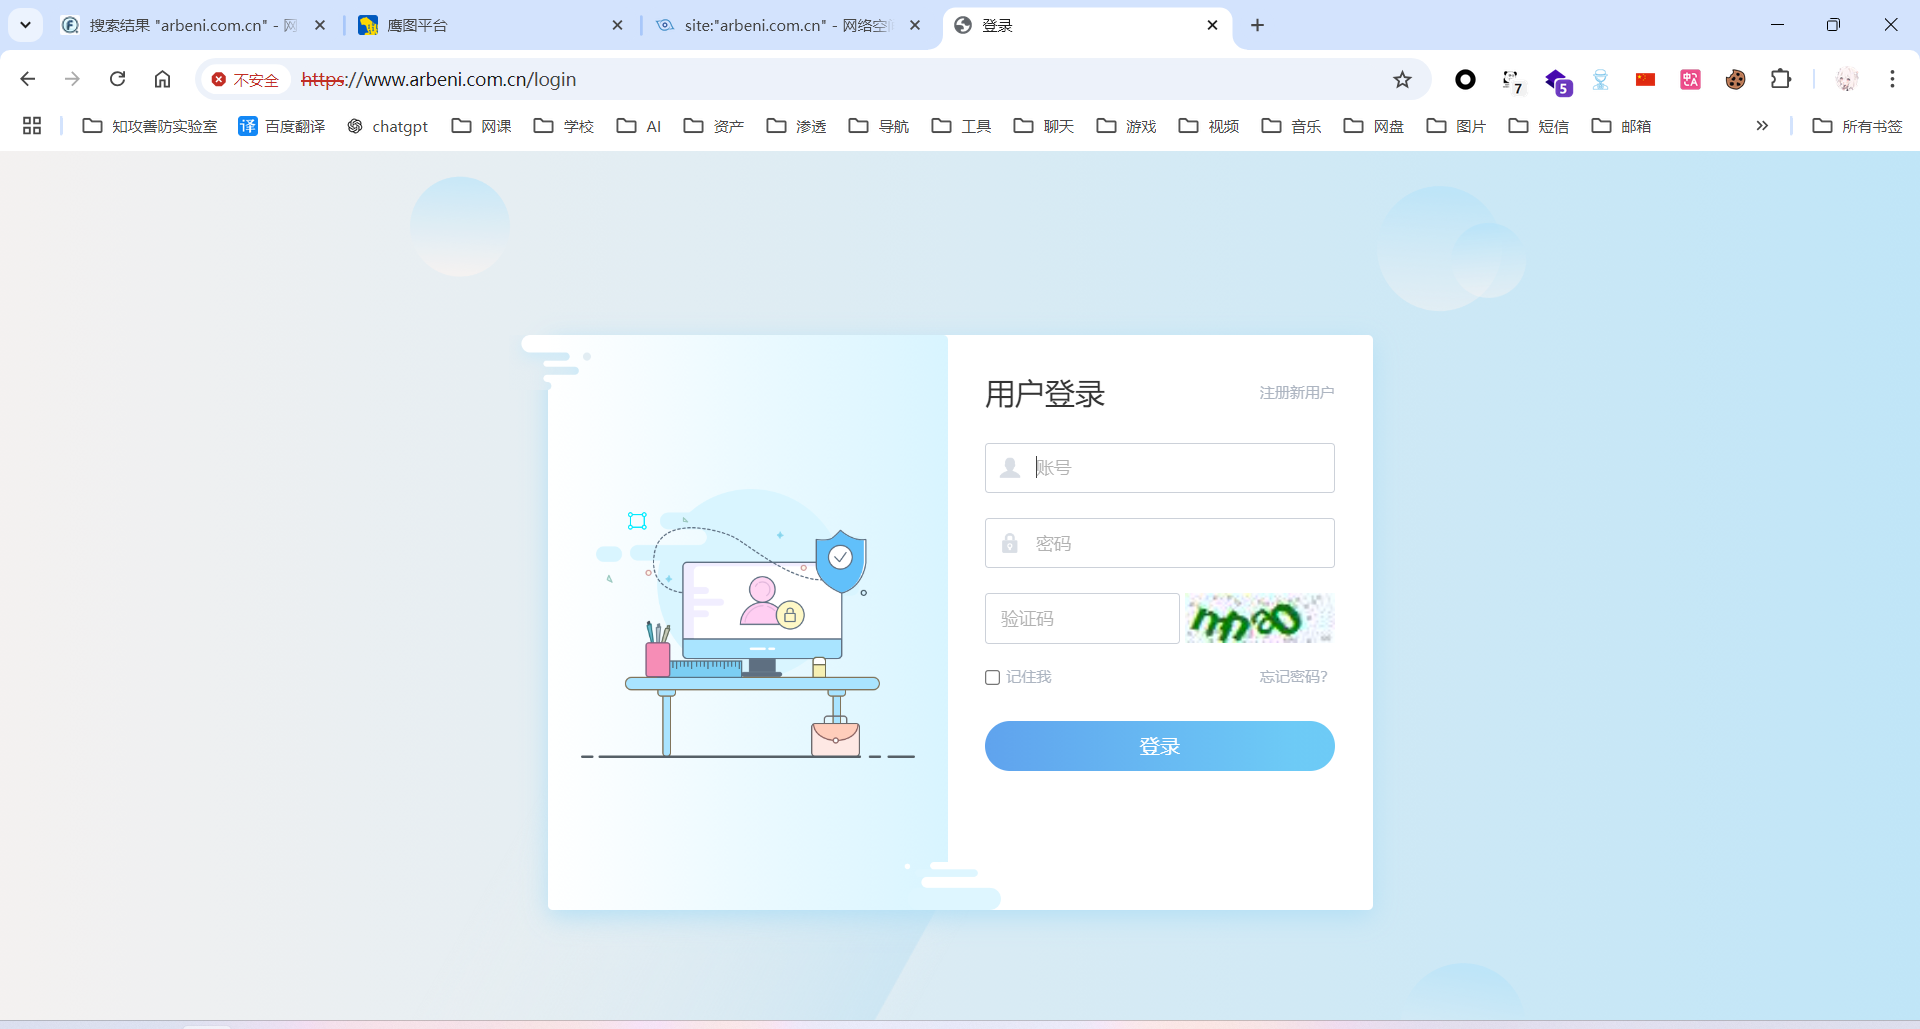 搜索结果 "arbeni.com.cn" - 网
鹰图平台
site:"arbeni.com.cn" - 网络空
登录
不安全
https://www.arbeni.com.cn/login
7
5
知攻善防实验室
译 百度翻译
chatgpt
网课
学校
AI
资产
渗透
导航
工具
聊天
游戏
视频
音乐
网盘
图片
短信
邮箱
所有书签
用户登录
注册新用户
账号
密码
验证码
记住我
忘记密码?
登录